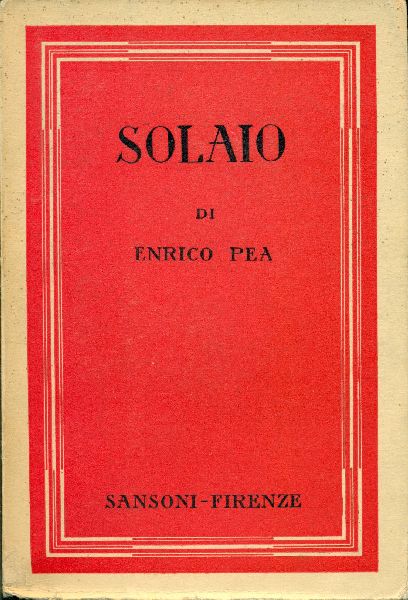 SOLAIO
DI
ENRICO PEA
SANSONI-FIRENZE